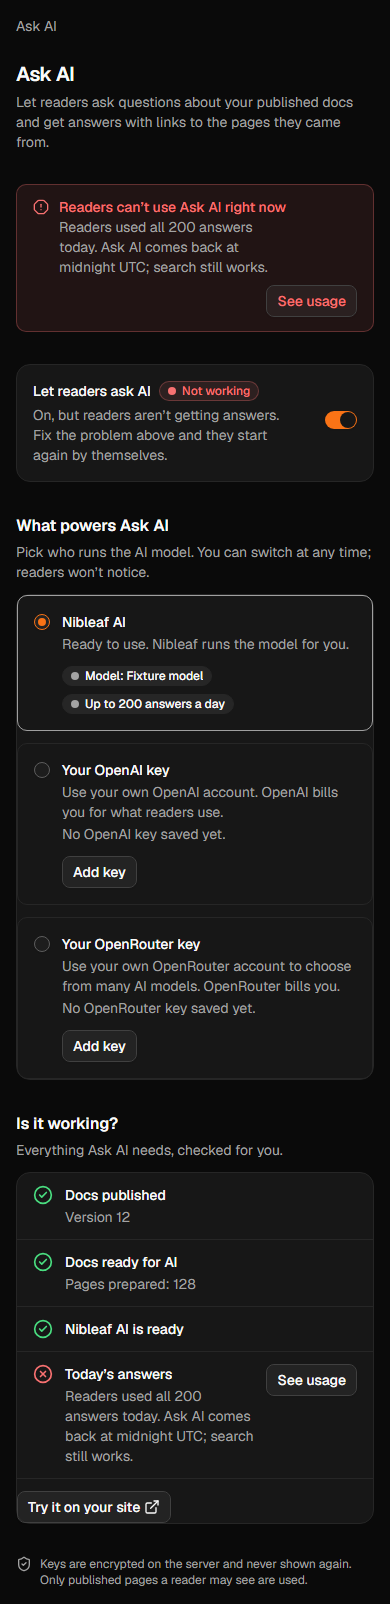 Ask AI
Ask AI
Let readers ask questions about your published docs
and get answers with links to the pages they came
from.
Readers can’t use Ask AI right now
Readers used all 200 answers
today. Ask AI comes back at
midnight UTC; search still works.
See usage
Let readers ask AI
Not working
On, but readers aren’t getting answers.
Fix the problem above and they start
again by themselves.
What powers Ask AI
Pick who runs the AI model. You can switch at any time;
readers won’t notice.
Nibleaf AI
Ready to use. Nibleaf runs the model for you.
Model: Fixture model
Up to 200 answers a day
Your OpenAI key
Use your own OpenAI account. OpenAI bills
you for what readers use.
No OpenAI key saved yet.
Add key
Your OpenRouter key
Use your own OpenRouter account to choose
from many AI models. OpenRouter bills you.
No OpenRouter key saved yet.
Add key
Is it working?
Everything Ask AI needs, checked for you.
Docs published
Version 12
Docs ready for AI
Pages prepared: 128
Nibleaf AI is ready
Today’s answers
See usage
Readers used all 200
answers today. Ask AI comes
back at midnight UTC; search
still works.
Try it on your site
Keys are encrypted on the server and never shown again.
Only published pages a reader may see are used.